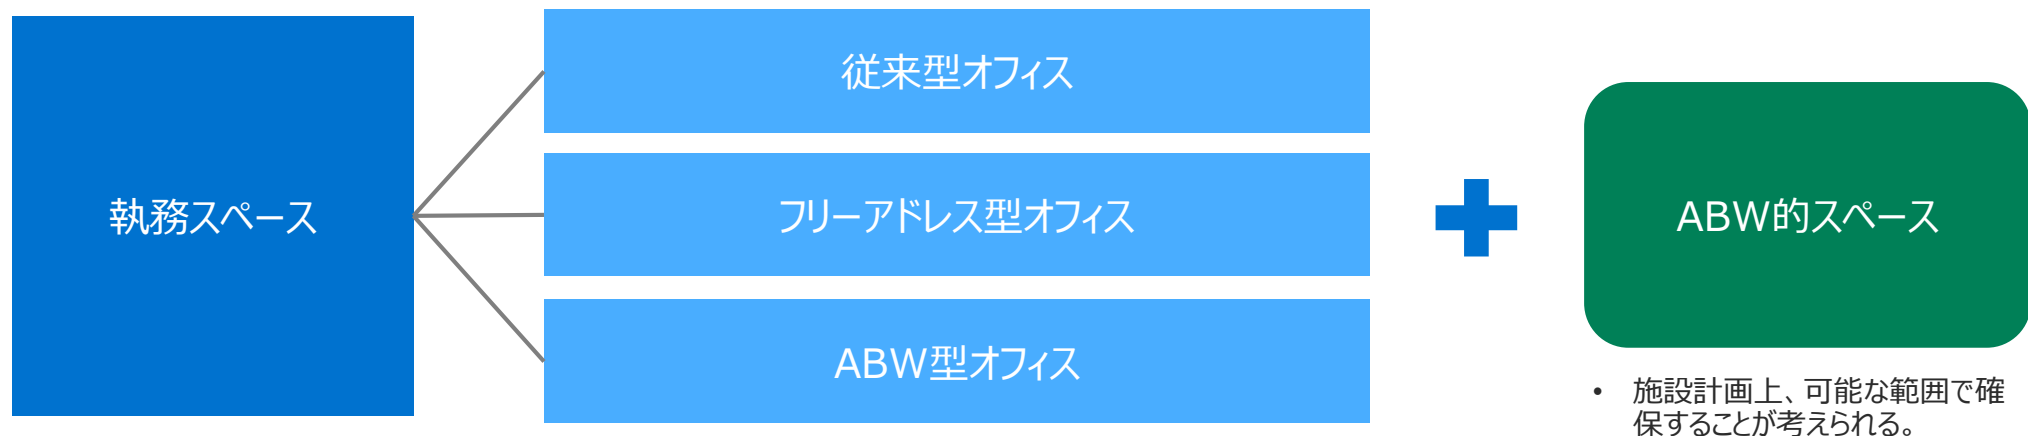 執務スペース
従来型オフィス
フリーアドレス型オフィス
ABW型オフィス
ABW的スペース
• 施設計画上、可能な範囲で確
保することが考えられる。